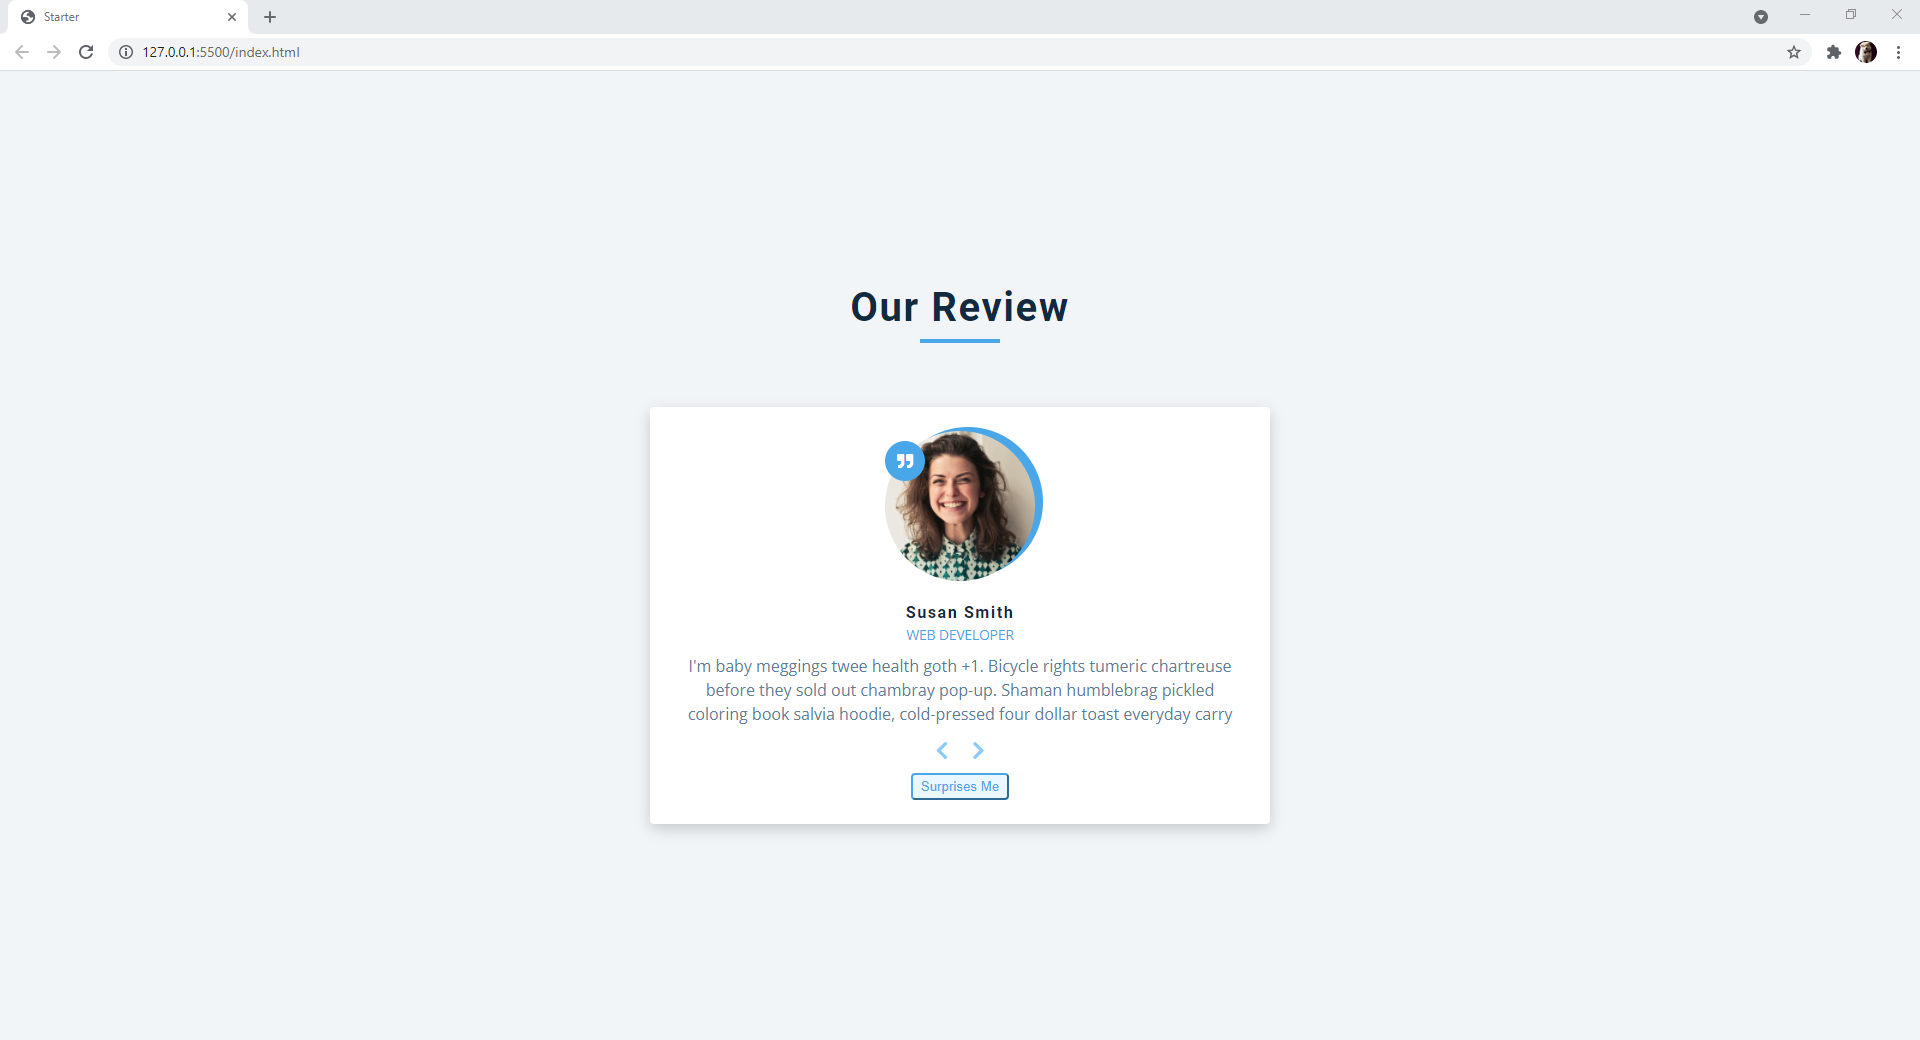 Starter
127.0.0.1:5500/index.html
Our Review
Susan Smith
WEB DEVELOPER
I'm baby meggings twee health goth +1. Bicycle rights tumeric chartreuse
before they sold out chambray pop-up. Shaman humblebrag pickled
coloring book salvia hoodie, cold-pressed four dollar toast everyday carry
Surprises Me